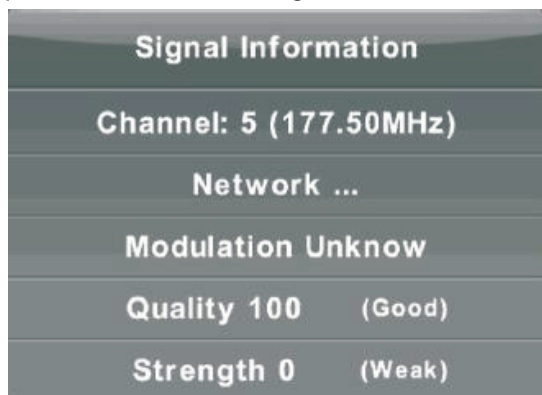 Signal Information
Channel: 5 (177.50MHz)
Network ...
Modulation Unknow
Quality 100 (Good)
Strength 0 (Weak)